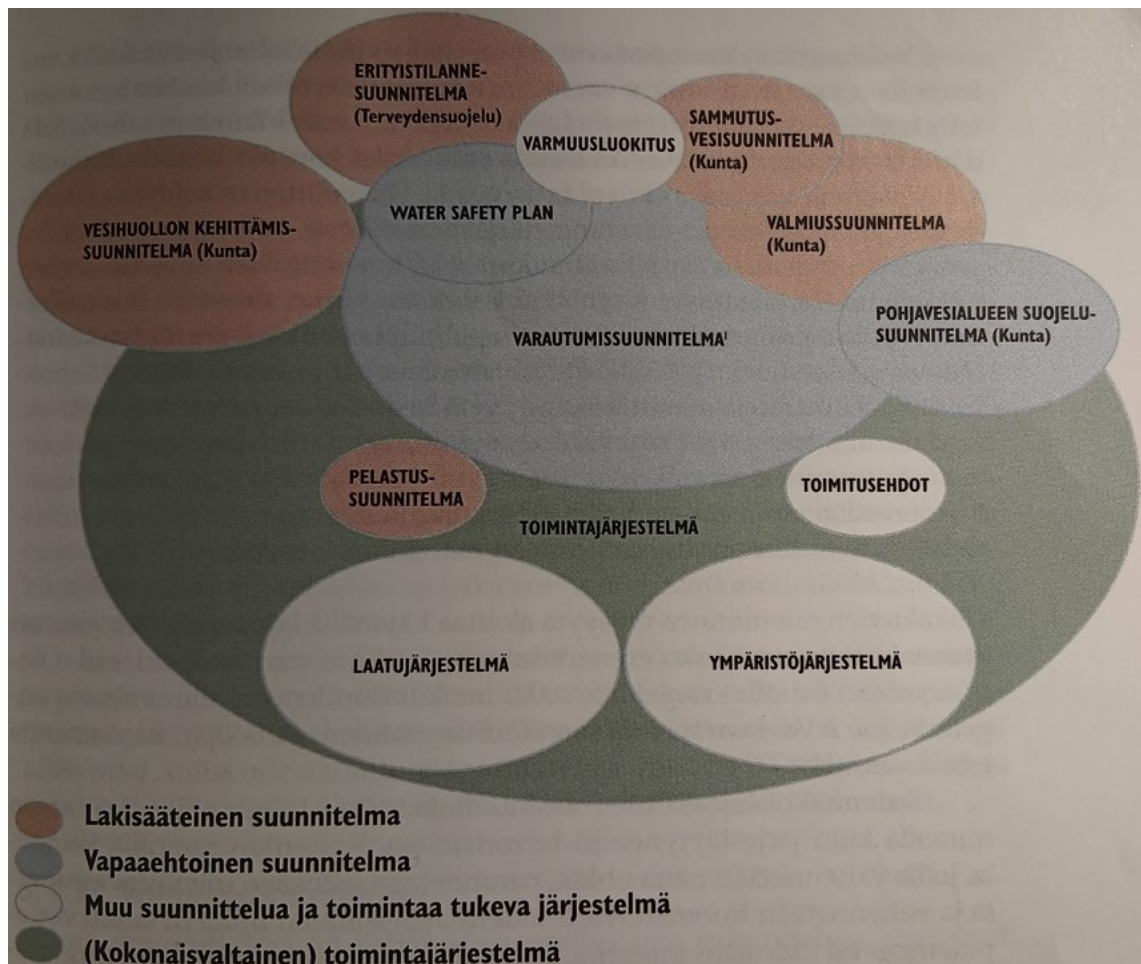 ERITYISTILANNE-
SUUNNITELMA
(Terveydensuojelu)
VARMUUSLUOKITUS
SAMMUTUS-
VESISUUNNITELMA
(Kunta)
VESIHUOLLON KEHITTÄMIS-
SUUNNITELMA (Kunta)
WATER SAFETY PLAN
VALMIUSSUUNNITELMA
(Kunta)
POHJAVESIALUEEN SUOJELU-
SUUNNITELMA (Kunta)
VARAUTUMISSUUNNITELMA¹
PELASTUS-
SUUNNITELMA
TOIMITUSEHDOT
TOIMINTAJÄRJESTELMÄ
LAATUJÄRJESTELMÄ
YMPÄRISTÖJÄRJESTELMÄ
Lakisääteinen suunnitelma
Vapaaehtoinen suunnitelma
Muu suunnittelua ja toimintaa tukeva järjestelmä
(Kokonaisvaltainen) toimintajärjestelmä